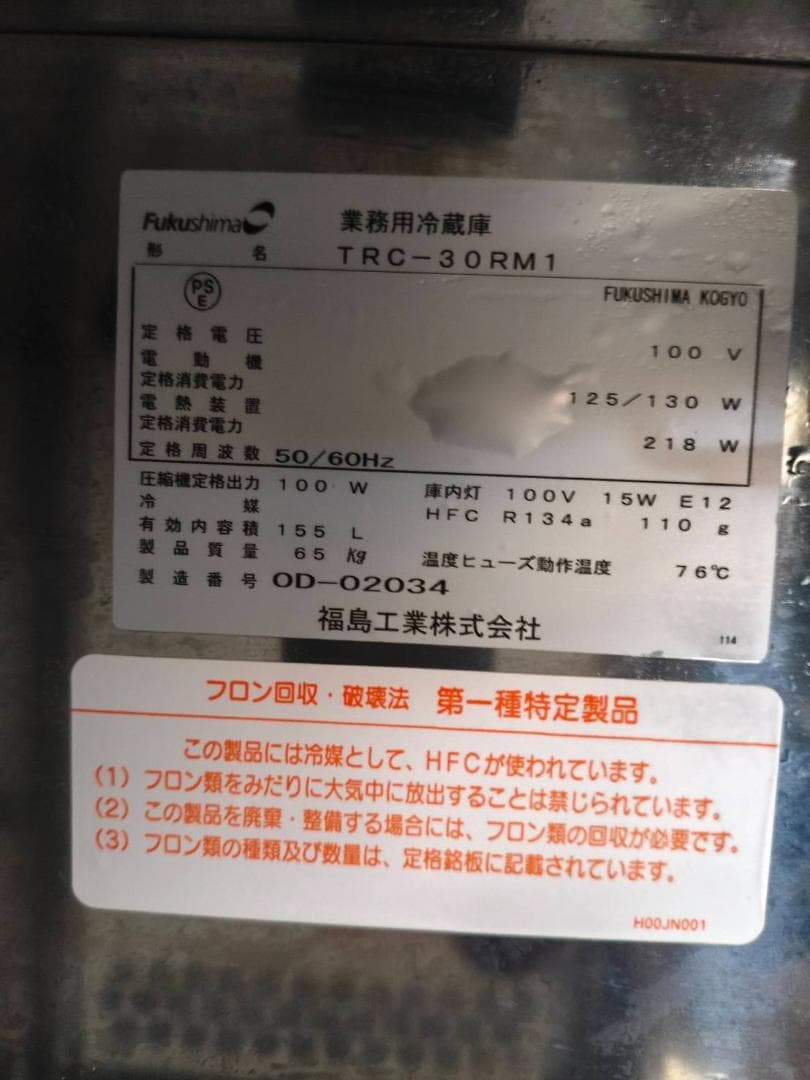 Fukushima 業務用冷蔵庫
形名 TRC-30RM1
PS E FUKUSHIMA KOGYO
定格電圧 100 V
電動機
定格消費電力 125/130 W
電熱装置
定格消費電力 218 W
定格周波数 50/60Hz
圧縮機定格出力 100 W 庫内灯 100V 15W E12
冷媒 HFC R134a 110 g
有効内容積 155 L
製品質量 65 Kg 温度ヒューズ動作温度 76℃
製造番号 OD-02034
福島工業株式会社
114
フロン回収・破壊法 第一種特定製品
この製品には冷媒として、HFCが使われています。
(1) フロン類をみだりに大気中に放出することは禁じられています。
(2) この製品を廃棄・整備する場合には、フロン類の回収が必要です。
(3) フロン類の種類及び数量は、定格銘板に記載されています。
H00JN001